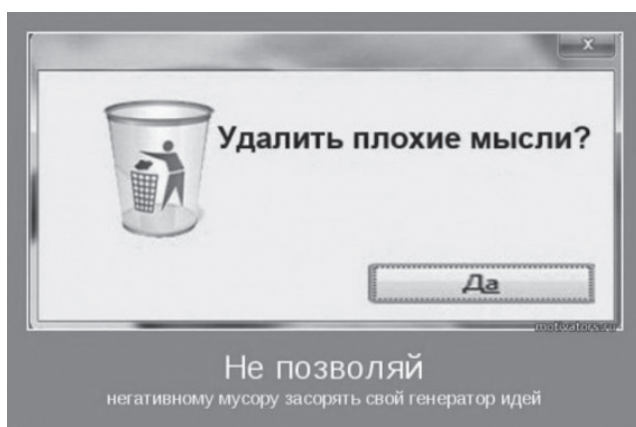 x
Удалить плохие мысли?
Да
motivators.ru
Не позволяй
негативному мусору засорять свой генератор идей